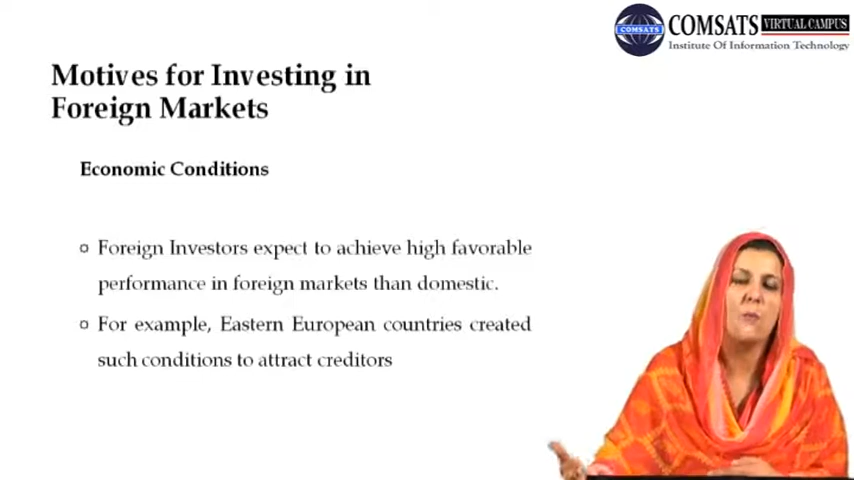 COMSATS VIRTUAL CAMPUS
COMSATS
Institute Of Information Technology
Motives for Investing in
Foreign Markets
Economic Conditions
Foreign Investors expect to achieve high favorable
performance in foreign markets than domestic.
For example, Eastern European countries created
such conditions to attract creditors